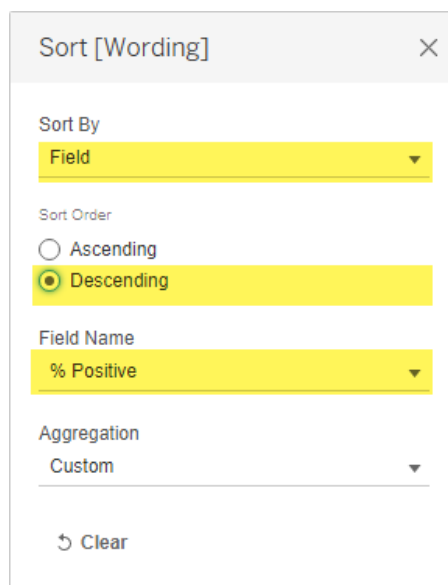 Sort [Wording]
Sort By
Field
Sort Order
Ascending
Descending
Field Name
% Positive
Aggregation
Custom
Clear